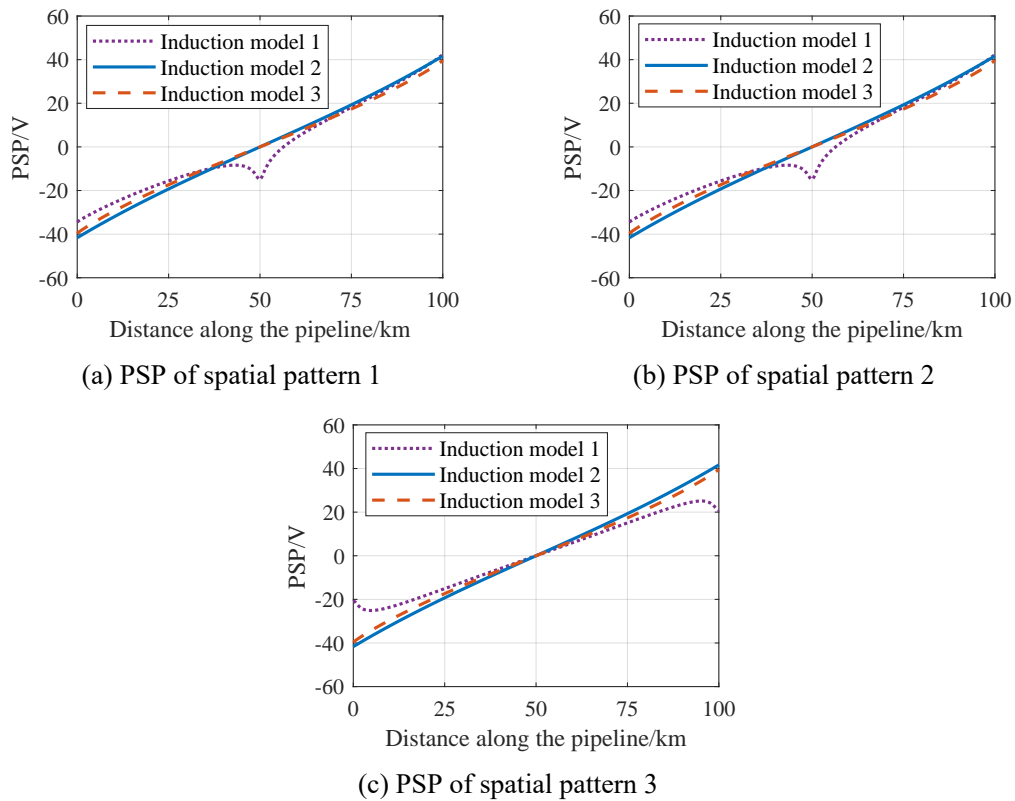 60
40
20
0
-20
-40
-60
PSP/V
Induction model 1
Induction model 2
Induction model 3
0 25 50 75 100
Distance along the pipeline/km
(a) PSP of spatial pattern 1
60
40
20
0
-20
-40
-60
PSP/V
Induction model 1
Induction model 2
Induction model 3
0 25 50 75 100
Distance along the pipeline/km
(b) PSP of spatial pattern 2
60
40
20
0
-20
-40
-60
PSP/V
Induction model 1
Induction model 2
Induction model 3
0 25 50 75 100
Distance along the pipeline/km
(c) PSP of spatial pattern 3